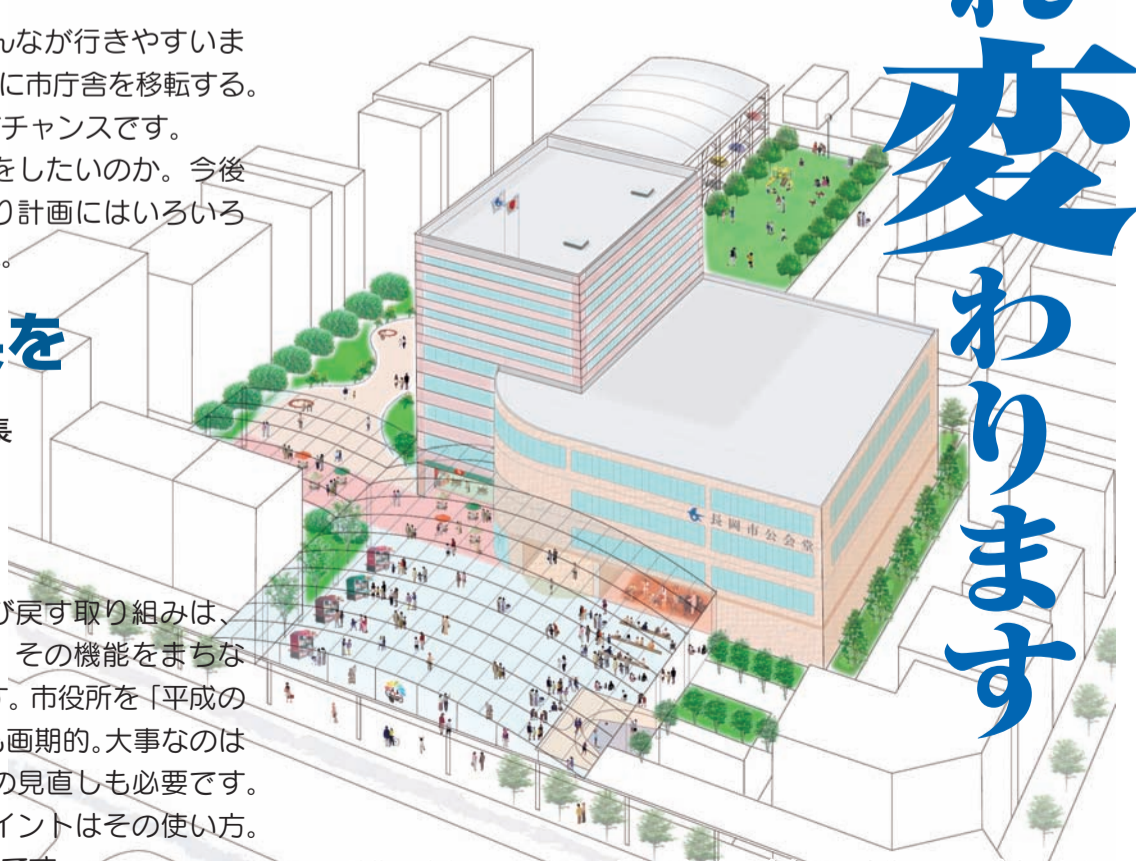 んなが行きやすいま
に市庁舎を移転する。
チャンスです。
をしたいのか。今後
り計画にはいろいろ
。
を
長
び戻す取り組みは、
その機能をまちな
す。市役所を「平成の
も画期的。大事なのは
の見直しも必要です。
イントはその使い方。
です。
れ変わります
長岡市公会堂